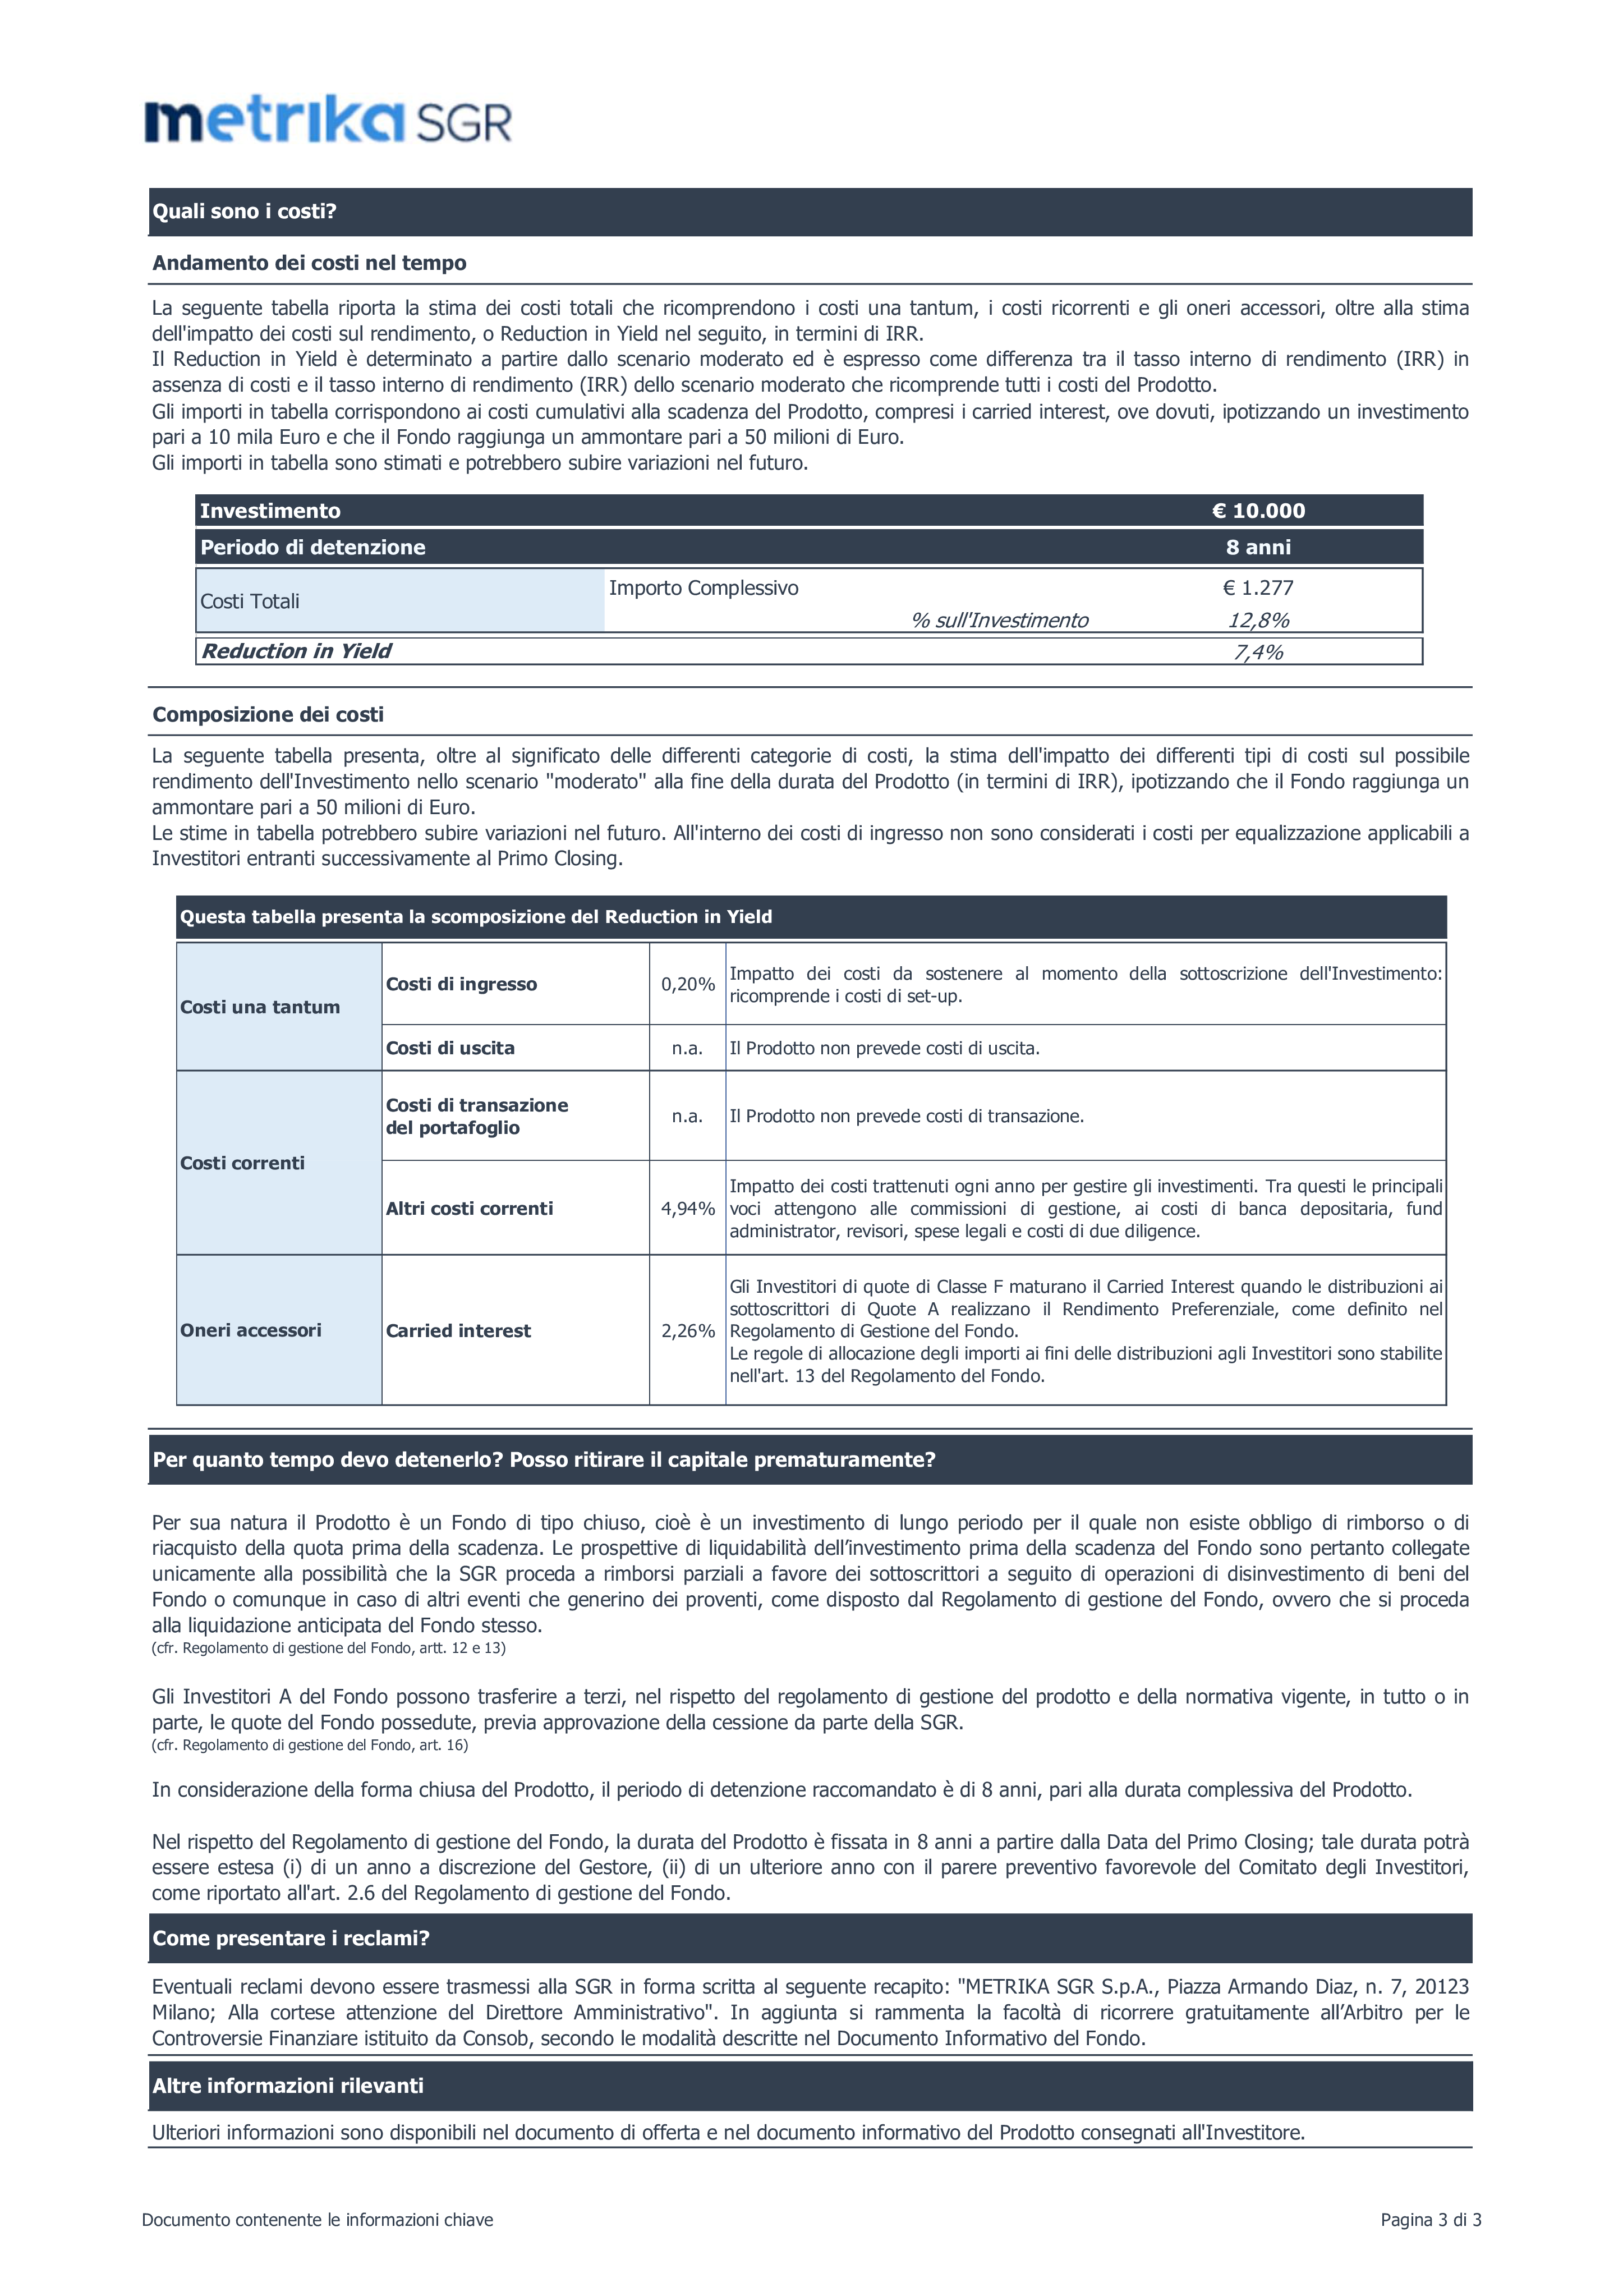 metrika SGR
Quali sono i costi?
Andamento dei costi nel tempo
La seguente tabella riporta la stima dei costi totali che ricomprendono i costi una tantum, i costi ricorrenti e gli oneri accessori, oltre alla stima
dell'impatto dei costi sul rendimento, o Reduction in Yield nel seguito, in termini di IRR.
Il Reduction in Yield è determinato a partire dallo scenario moderato ed è espresso come differenza tra il tasso interno di rendimento (IRR) in
assenza di costi e il tasso interno di rendimento (IRR) dello scenario moderato che ricomprende tutti i costi del Prodotto.
Gli importi in tabella corrispondono ai costi cumulativi alla scadenza del Prodotto, compresi i carried interest, ove dovuti, ipotizzando un investimento
pari a 10 mila Euro e che il Fondo raggiunga un ammontare pari a 50 milioni di Euro.
Gli importi in tabella sono stimati e potrebbero subire variazioni nel futuro.
Investimento € 10.000
Periodo di detenzione 8 anni
Costi Totali Importo Complessivo € 1.277
% sull'Investimento 12,8%
Reduction in Yield 7,4%
Composizione dei costi
La seguente tabella presenta, oltre al significato delle differenti categorie di costi, la stima dell'impatto dei differenti tipi di costi sul possibile
rendimento dell'Investimento nello scenario "moderato" alla fine della durata del Prodotto (in termini di IRR), ipotizzando che il Fondo raggiunga un
ammontare pari a 50 milioni di Euro.
Le stime in tabella potrebbero subire variazioni nel futuro. All'interno dei costi di ingresso non sono considerati i costi per equalizzazione applicabili a
Investitori entranti successivamente al Primo Closing.
Questa tabella presenta la scomposizione del Reduction in Yield
Costi una tantum
Costi di ingresso
0,20%
Impatto dei costi da sostenere al momento della sottoscrizione dell'Investimento:
ricomprende i costi di set-up.
Costi di uscita
n.a.
Il Prodotto non prevede costi di uscita.
Costi correnti
Costi di transazione
del portafoglio
n.a.
Il Prodotto non prevede costi di transazione.
Altri costi correnti
4,94%
Impatto dei costi trattenuti ogni anno per gestire gli investimenti. Tra questi le principali
voci attengono alle commissioni di gestione, ai costi di banca depositaria, fund
administrator, revisori, spese legali e costi di due diligence.
Oneri accessori
Carried interest
2,26%
Gli Investitori di quote di Classe F maturano il Carried Interest quando le distribuzioni ai
sottoscrittori di Quote A realizzano il Rendimento Preferenziale, come definito nel
Regolamento di Gestione del Fondo.
Le regole di allocazione degli importi ai fini delle distribuzioni agli Investitori sono stabilite
nell'art. 13 del Regolamento del Fondo.
Per quanto tempo devo detenerlo? Posso ritirare il capitale prematuramente?
Per sua natura il Prodotto è un Fondo di tipo chiuso, cioè è un investimento di lungo periodo per il quale non esiste obbligo di rimborso o di
riacquisto della quota prima della scadenza. Le prospettive di liquidabilità dell’investimento prima della scadenza del Fondo sono pertanto collegate
unicamente alla possibilità che la SGR proceda a rimborsi parziali a favore dei sottoscrittori a seguito di operazioni di disinvestimento di beni del
Fondo o comunque in caso di altri eventi che generino dei proventi, come disposto dal Regolamento di gestione del Fondo, ovvero che si proceda
alla liquidazione anticipata del Fondo stesso.
(cfr. Regolamento di gestione del Fondo, artt. 12 e 13)
Gli Investitori A del Fondo possono trasferire a terzi, nel rispetto del regolamento di gestione del prodotto e della normativa vigente, in tutto o in
parte, le quote del Fondo possedute, previa approvazione della cessione da parte della SGR.
(cfr. Regolamento di gestione del Fondo, art. 16)
In considerazione della forma chiusa del Prodotto, il periodo di detenzione raccomandato è di 8 anni, pari alla durata complessiva del Prodotto.
Nel rispetto del Regolamento di gestione del Fondo, la durata del Prodotto è fissata in 8 anni a partire dalla Data del Primo Closing; tale durata potrà
essere estesa (i) di un anno a discrezione del Gestore, (ii) di un ulteriore anno con il parere preventivo favorevole del Comitato degli Investitori,
come riportato all'art. 2.6 del Regolamento di gestione del Fondo.
Come presentare i reclami?
Eventuali reclami devono essere trasmessi alla SGR in forma scritta al seguente recapito: "METRIKA SGR S.p.A., Piazza Armando Diaz, n. 7, 20123
Milano; Alla cortese attenzione del Direttore Amministrativo". In aggiunta si rammenta la facoltà di ricorrere gratuitamente all’Arbitro per le
Controversie Finanziare istituito da Consob, secondo le modalità descritte nel Documento Informativo del Fondo.
Altre informazioni rilevanti
Ulteriori informazioni sono disponibili nel documento di offerta e nel documento informativo del Prodotto consegnati all'Investitore.
Documento contenente le informazioni chiave Pagina 3 di 3